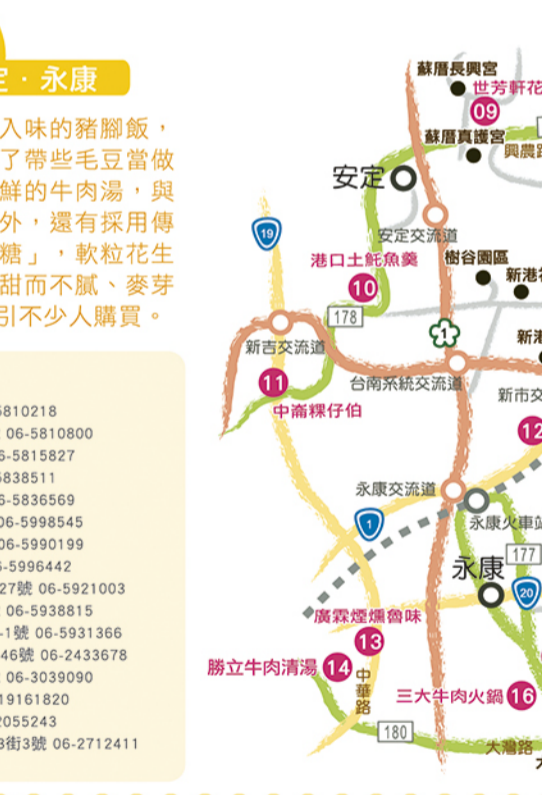 定‧永康
入味的豬腳飯，
了帶些毛豆當做
鮮的牛肉湯，與
外，還有採用傳
糖」，軟粒花生
甜而不膩、麥芽
引不少人購買。
5810218
06-5810800
6-5815827
5838511
6-5836569
06-5998545
06-5990199
6-5996442
27號 06-5921003
06-5938815
-1號 06-5931366
46號 06-2433678
06-3039090
19161820
2055243
3街3號 06-2712411
蘇厝長興宮
世芳軒花
09
蘇厝真護宮
興農路
安定
19
安定交流道
港口土魠魚羹
樹谷園區
10
新港社
178
1
新港
新吉交流道
11
台南系統交流道
新市交
中崙粿仔伯
12
永康交流道
1
永康火車站
177
永康
20
廣霖煙燻魯味
13
勝立牛肉清湯 14
中華路
三大牛肉火鍋 16
180
大灣路
大